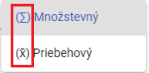 (∑) Množstevný
(x̄) Priebehový